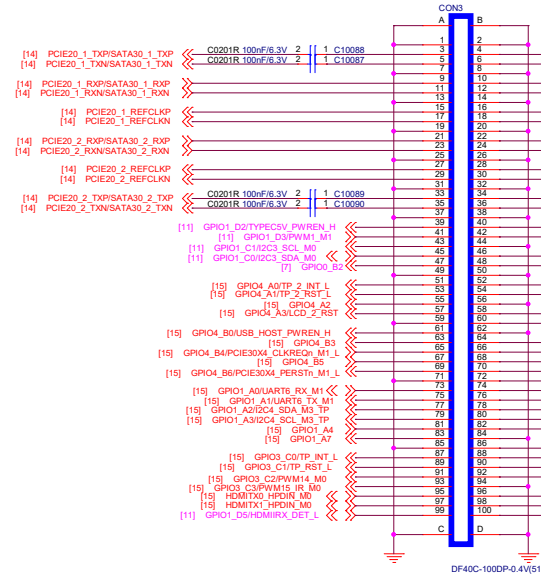 CON3
A B
1 2
[14] PCIE20_1_TXP/SATA30_1_TXP C0201R 100nF/6.3V 2 1 C10088 3 4
[14] PCIE20_1_TXN/SATA30_1_TXN C0201R 100nF/6.3V 2 1 C10087 5 6
7 8
[14] PCIE20_1_RXP/SATA30_1_RXP 9 10
[14] PCIE20_1_RXN/SATA30_1_RXN 11 12
13 14
[14] PCIE20_1_REFCLKP 15 16
[14] PCIE20_1_REFCLKN 17 18
19 20
[14] PCIE20_2_RXP/SATA30_2_RXP 21 22
[14] PCIE20_2_RXN/SATA30_2_RXN 23 24
25 26
[14] PCIE20_2_REFCLKP 27 28
[14] PCIE20_2_REFCLKN 29 30
31 32
[14] PCIE20_2_TXP/SATA30_2_TXP C0201R 100nF/6.3V 2 1 C10089 33 34
[14] PCIE20_2_TXN/SATA30_2_TXN C0201R 100nF/6.3V 2 1 C10090 35 36
37 38
[11] GPIO1_D2/TYPEC5V_PWREN_H 39 40
[11] GPIO1_D3/PWM1_M1 41 42
[11] GPIO1_C1/I2C3_SCL_M0 43 44
[11] GPIO1_C0/I2C3_SDA_M0 45 46
[7] GPIO0_B2 47 48
49 50
[15] GPIO4_A0/TP_2_INT_L 51 52
[15] GPIO4_A1/TP_2_RST_L 53 54
[15] GPIO4_A2 55 56
[15] GPIO4_A3/LCD_2_RST 57 58
59 60
[15] GPIO4_B0/USB_HOST_PWREN_H 61 62
[15] GPIO4_B3 63 64
[15] GPIO4_B4/PCIE30X4_CLKREQn_M1_L 65 66
[15] GPIO4_B5 67 68
[15] GPIO4_B6/PCIE30X4_PERSTn_M1_L 69 70
71 72
[15] GPIO1_A0/UART6_RX_M1 73 74
[15] GPIO1_A1/UART6_TX_M1 75 76
[15] GPIO1_A2/I2C4_SDA_M3_TP 77 78
[15] GPIO1_A3/I2C4_SCL_M3_TP 79 80
[15] GPIO1_A4 81 82
[15] GPIO1_A7 83 84
85 86
[15] GPIO3_C0/TP_INT_L 87 88
[15] GPIO3_C1/TP_RST_L 89 90
[15] GPIO3_C2/PWM14_M0 91 92
[15] GPIO3_C3/PWM15_IR_M0 93 94
[15] HDMITX0_HPDIN_M0 95 96
[15] HDMITX1_HPDIN_M0 97 98
[11] GPIO1_D5/HDMIIRX_DET_L 99 100
C D
DF40C-100DP-0.4V(51